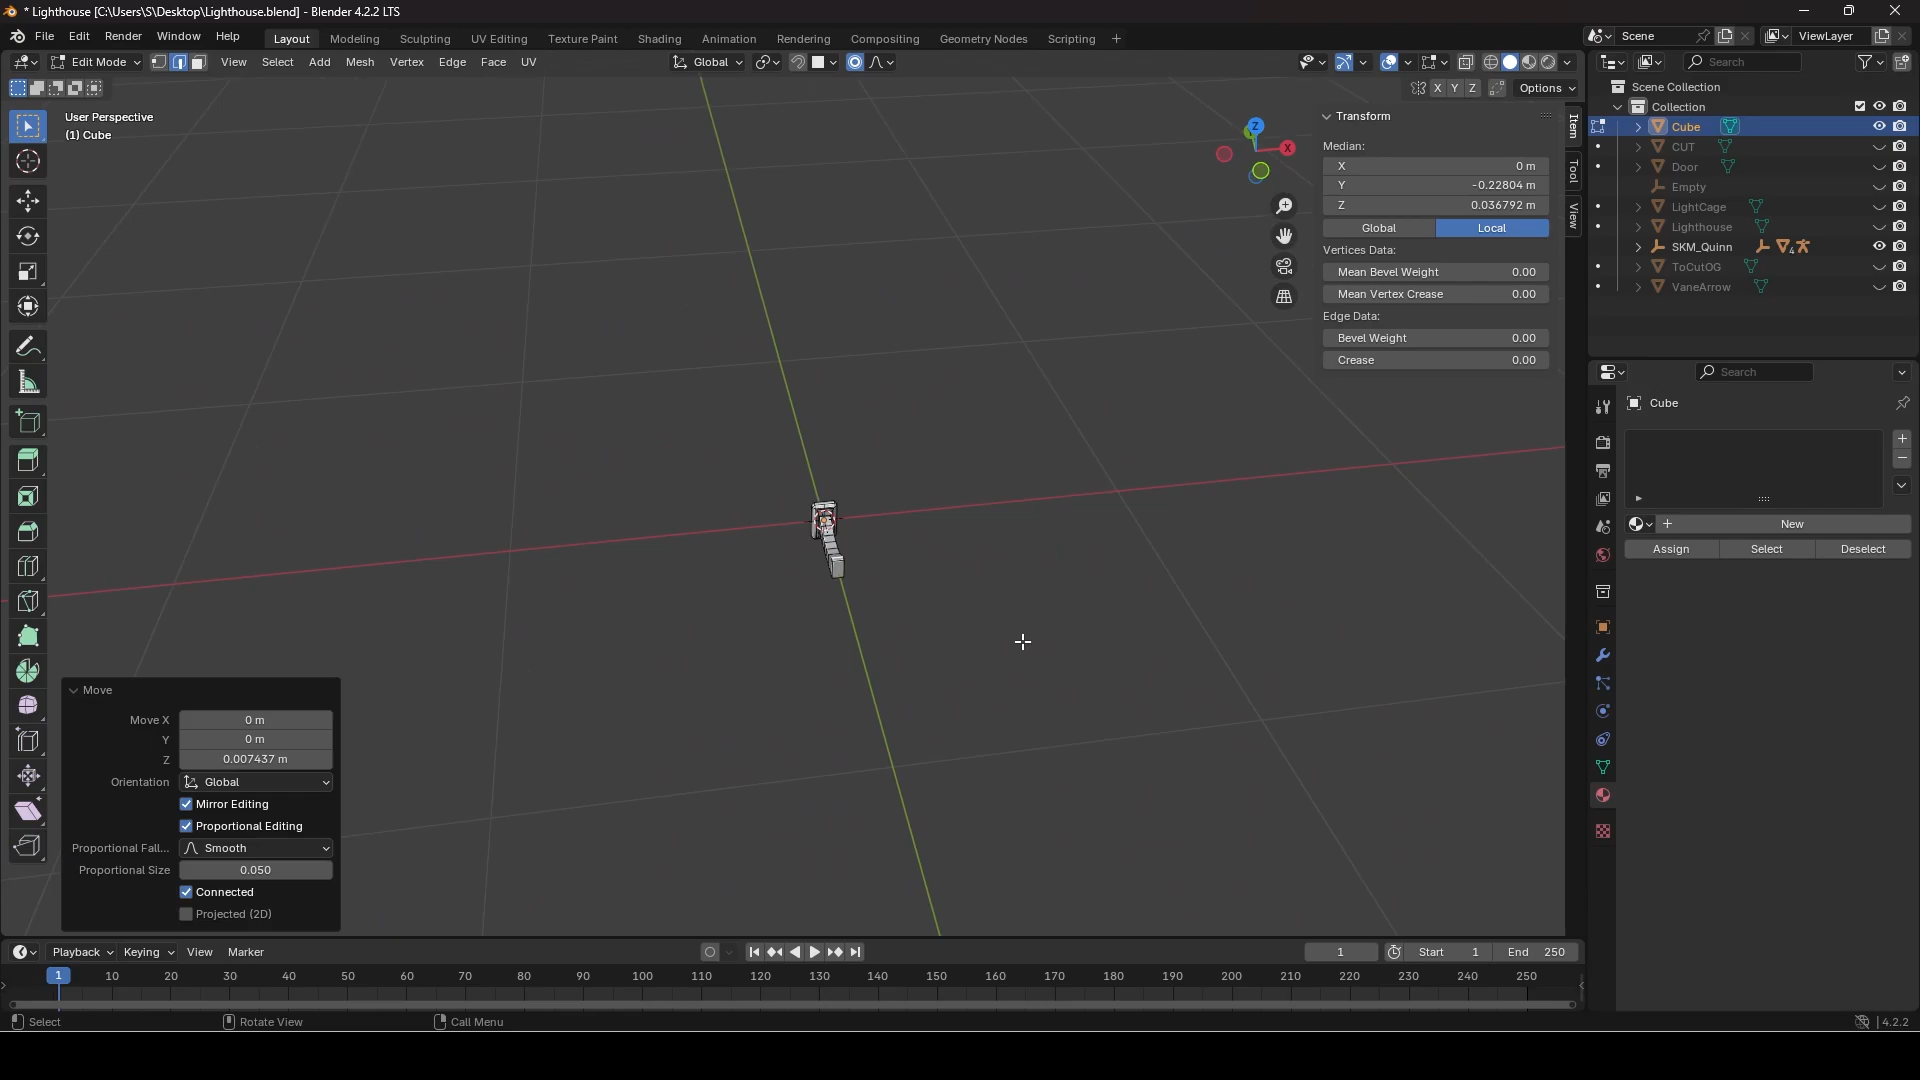 * Lighthouse [C:\Users\S\Desktop\Lighthouse.blend] - Blender 4.2.2 LTS
File Edit Render Window Help Layout Modeling Sculpting UV Editing Texture Paint Shading Animation Rendering Compositing Geometry Nodes Scripting + Scene ViewLayer
Edit Mode View Select Add Mesh Vertex Edge Face UV Global Search
X Y Z Options
User Perspective
(1) Cube
Z
X
Transform
Median:
X 0 m
Y -0.22804 m
Z 0.036792 m
Global Local
Vertices Data:
Mean Bevel Weight 0.00
Mean Vertex Crease 0.00
Edge Data:
Bevel Weight 0.00
Crease 0.00
Item
Tool
View
Scene Collection
Collection
Cube
CUT
Door
Empty
LightCage
Lighthouse
SKM_Quinn 4
ToCutOG
VaneArrow
Search
Cube
New
Assign Select Deselect
Move
Move X 0 m
Y 0 m
Z 0.007437 m
Orientation Global
Mirror Editing
Proportional Editing
Proportional Fall... Smooth
Proportional Size 0.050
Connected
Projected (2D)
Playback Keying View Marker 1 Start 1 End 250
1 10 20 30 40 50 60 70 80 90 100 110 120 130 140 150 160 170 180 190 200 210 220 230 240 250
Select Rotate View Call Menu 4.2.2